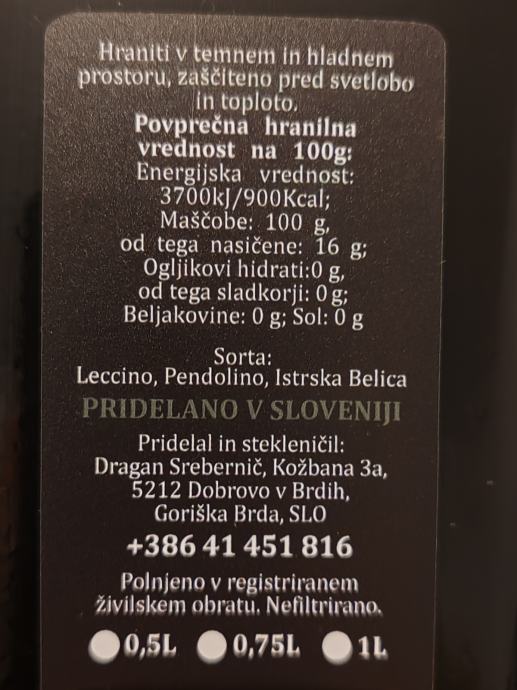 Hraniti v temnem in hladnem
prostoru, zaščiteno pred svetlobo
in toploto.
Povprečna hranilna
vrednost na 100g:
Energijska vrednost:
3700kJ/900Kcal;
Maščobe: 100 g,
od tega nasičene: 16 g;
Ogljikovi hidrati:0 g,
od tega sladkorji: 0 g;
Beljakovine: 0 g; Sol: 0 g
Sorta:
Leccino, Pendolino, Istrska Belica
PRIDELANO V SLOVENIJI
Pridelal in stekleničil:
Dragan Srebernič, Kožbana 3a,
5212 Dobrovo v Brdih,
Goriška Brda, SLO
+386 41 451 816
Polnjeno v registriranem
živilskem obratu. Nefiltrirano.
0,5L 0,75L 1L